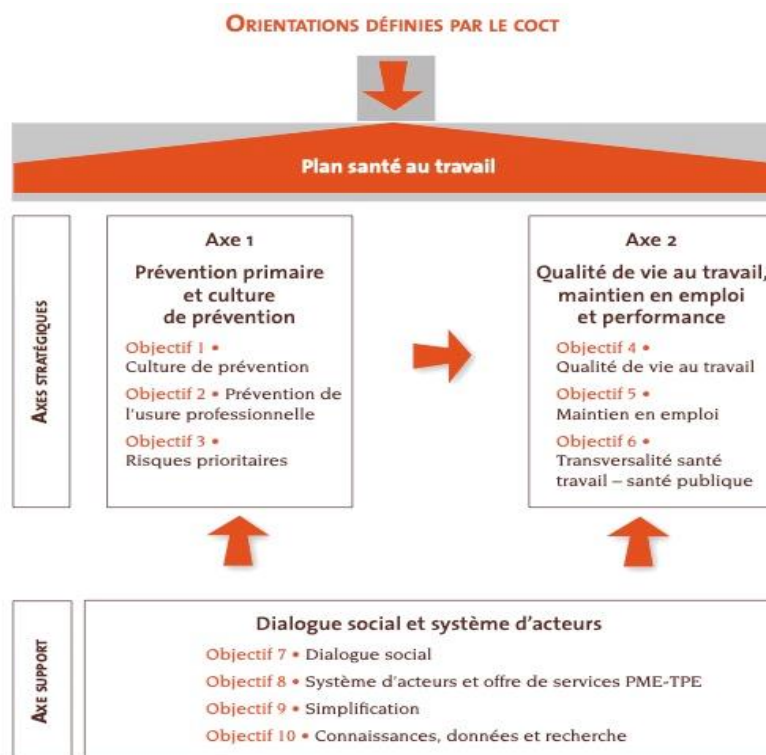 ORIENTATIONS DÉFINIES PAR LE COCT
Plan santé au travail
AXES STRATÉGIQUES
Axe 1
Prévention primaire
et culture
de prévention
Objectif 1 •
Culture de prévention
Objectif 2 • Prévention de
l'usure professionnelle
Objectif 3 •
Risques prioritaires
Axe 2
Qualité de vie au travail,
maintien en emploi
et performance
Objectif 4 •
Qualité de vie au travail
Objectif 5 •
Maintien en emploi
Objectif 6 •
Transversalité santé
travail – santé publique
AXE SUPPORT
Dialogue social et système d'acteurs
Objectif 7 • Dialogue social
Objectif 8 • Système d'acteurs et offre de services PME-TPE
Objectif 9 • Simplification
Objectif 10 • Connaissances, données et recherche